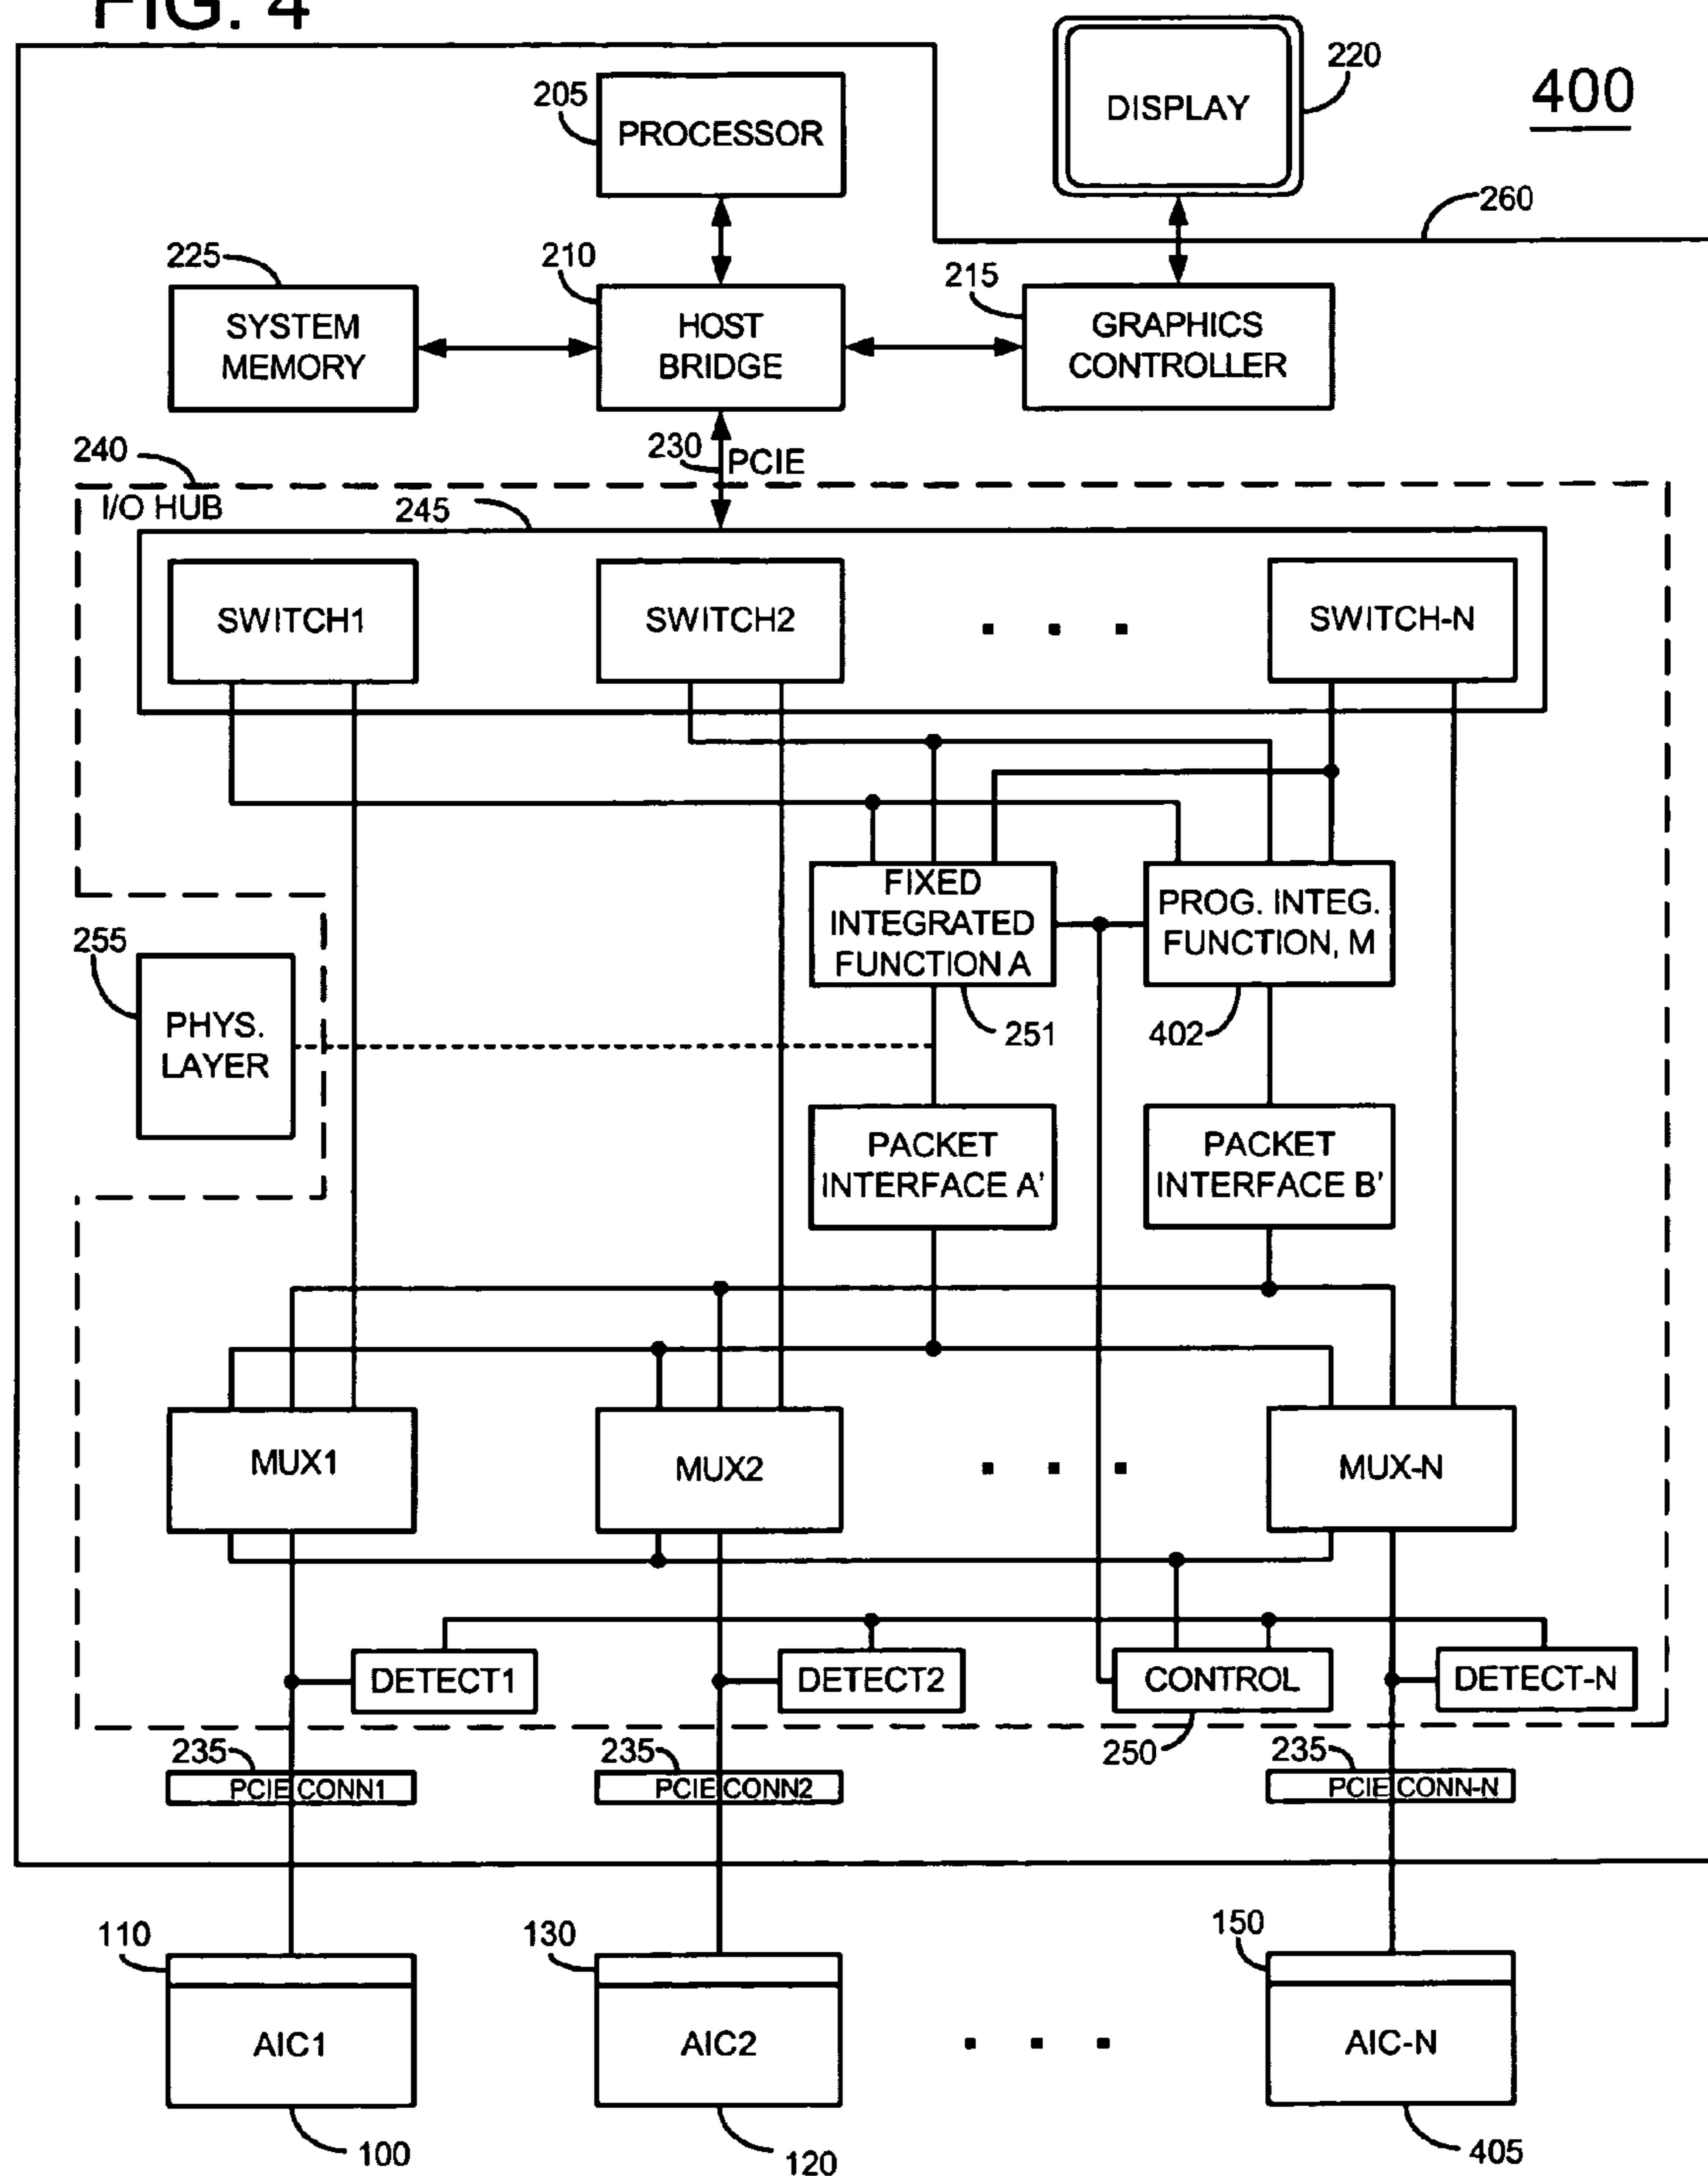 FIG. 4
400
DISPLAY
220
205
PROCESSOR
260
225
210
215
SYSTEM
MEMORY
HOST
BRIDGE
GRAPHICS
CONTROLLER
240
230
PCIE
I/O HUB
245
SWITCH1
SWITCH2
. . .
SWITCH-N
FIXED
INTEGRATED
FUNCTION A
PROG. INTEG.
FUNCTION, M
255
251
402
PHYS.
LAYER
PACKET
INTERFACE A'
PACKET
INTERFACE B'
MUX1
MUX2
. . .
MUX-N
DETECT1
DETECT2
CONTROL
DETECT-N
235
235
250
235
PCIE CONN1
PCIE CONN2
PCIE CONN-N
110
130
150
AIC1
AIC2
. . .
AIC-N
100
120
405